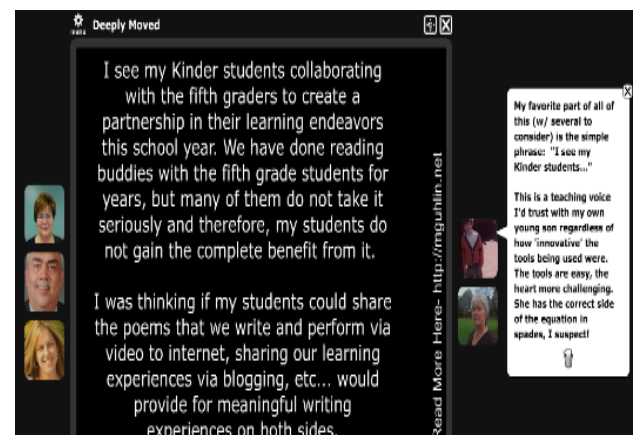 menu
Deeply Moved
I see my Kinder students collaborating
with the fifth graders to create a
partnership in their learning endeavors
this school year. We have done reading
buddies with the fifth grade students for
years, but many of them do not take it
seriously and therefore, my students do
not gain the complete benefit from it.
I was thinking if my students could share
the poems that we write and perform via
video to internet, sharing our learning
experiences via blogging, etc... would
provide for meaningful writing
experiences on both sides.
Read More Here- http://mguhlin.net
My favorite part of all of
this (w/ several to
consider) is the simple
phrase: "I see my
Kinder students..."
This is a teaching voice
I'd trust with my own
young son regardless of
how 'innovative' the
tools being used were.
The tools are easy, the
heart more challenging.
She has the correct side
of the equation in
spades, I suspect!